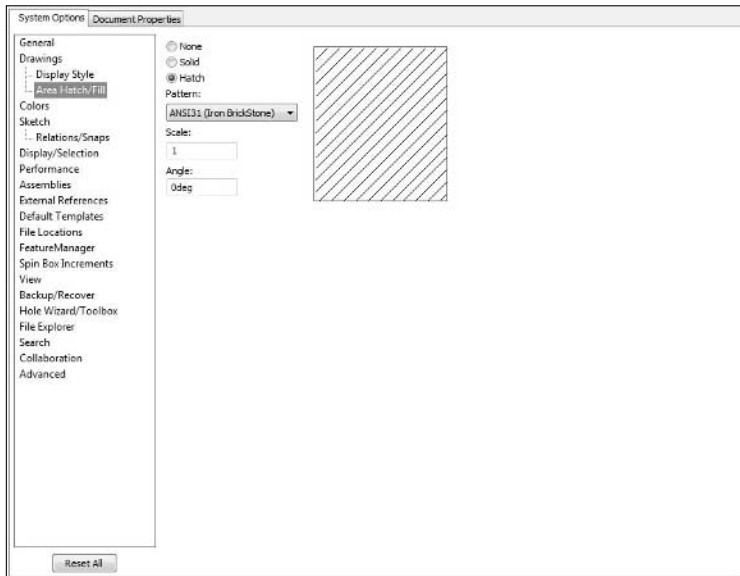 System Options
Document Properties
General
Drawings
Display Style
Area Hatch/Fill
Colors
Sketch
Relations/Snaps
Display/Selection
Performance
Assemblies
External References
Default Templates
File Locations
FeatureManager
Spin Box Increments
View
Backup/Recover
Hole Wizard/Toolbox
File Explorer
Search
Collaboration
Advanced
Reset All
None
Solid
Hatch
Pattern:
ANSI31 (Iron BrickStone)
Scale:
1
Angle:
0deg